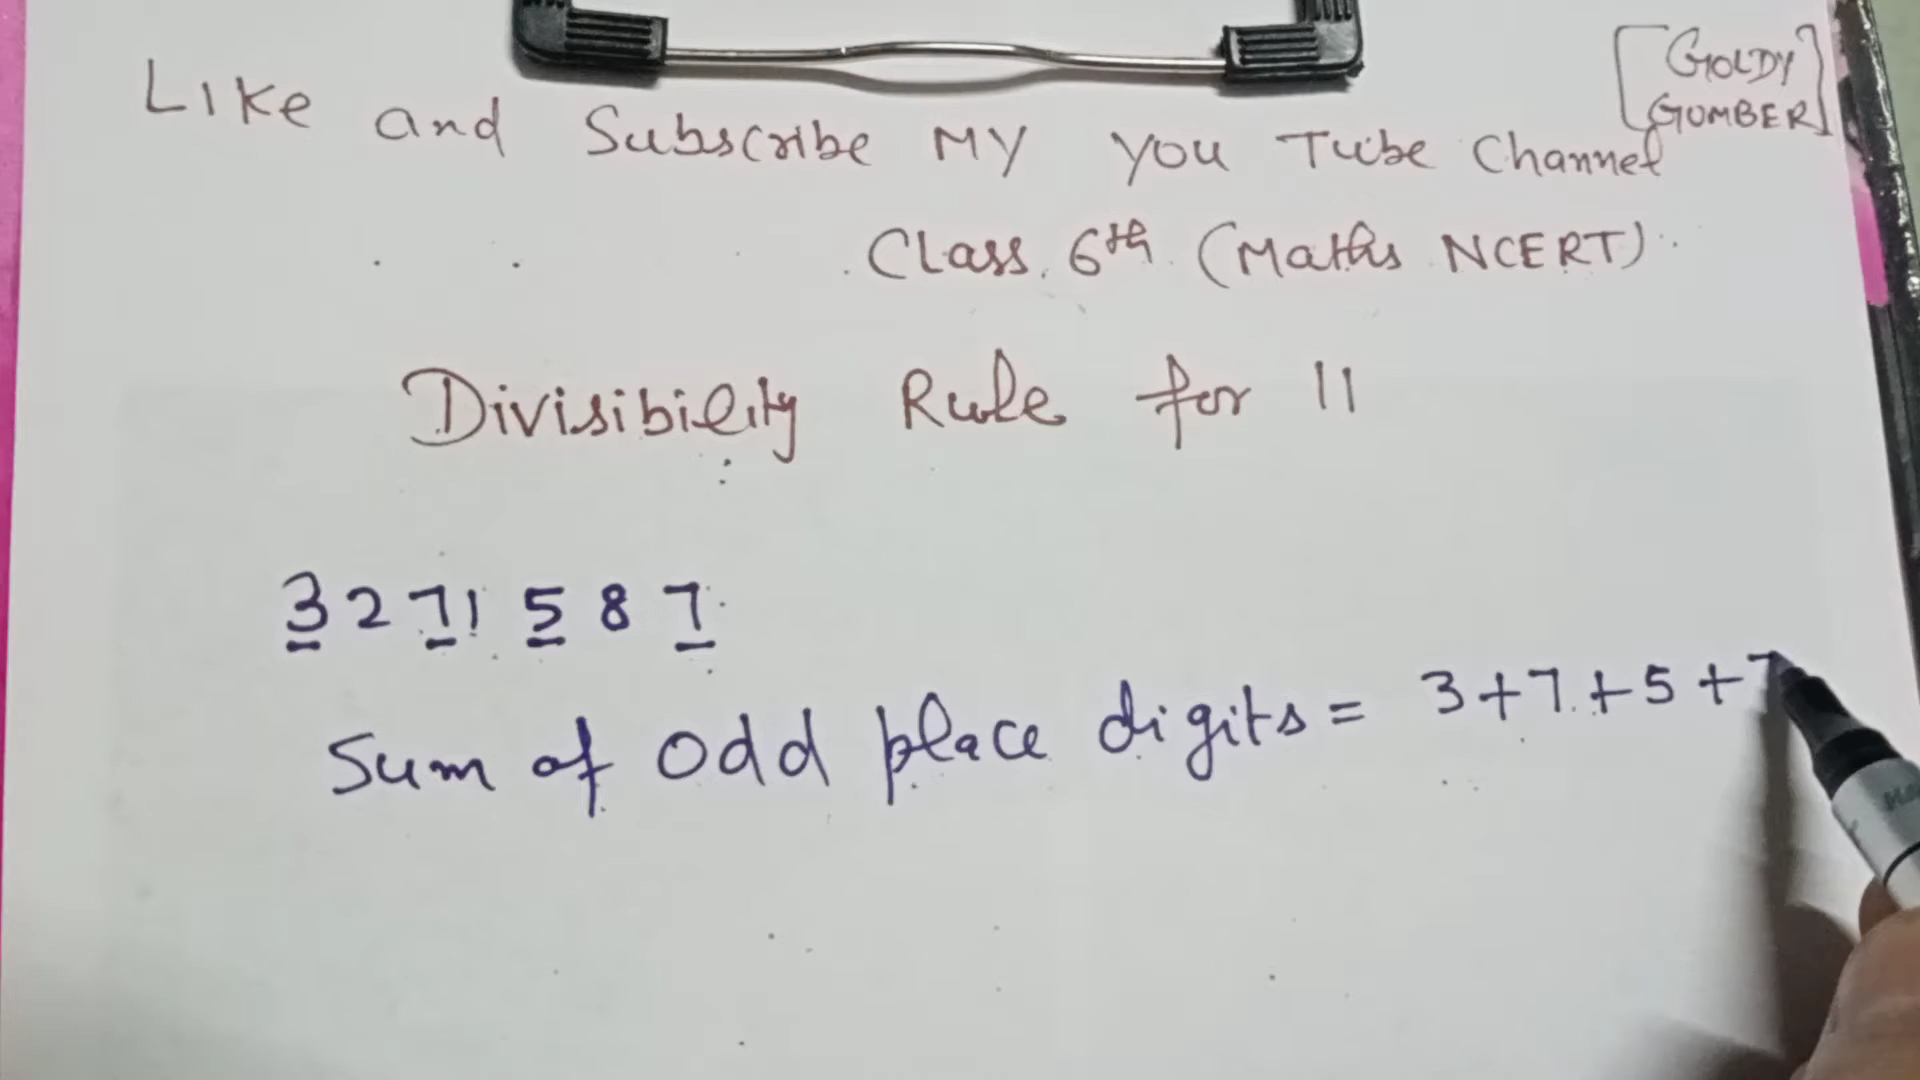 [GOLDY
GOMBER]
Like and Subscribe MY you Tube Channel
Class 6th (Maths NCERT)
Divisibility Rule for 11
3 2 7 1 5 8 7
Sum of odd place digits = 3+7+5+7